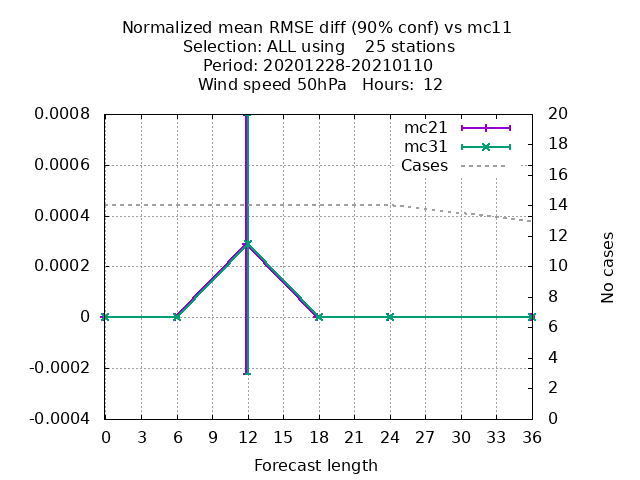 Normalized mean RMSE diff (90% conf) vs mc11
Selection: ALL using    25 stations
Period: 20201228-20210110
Wind speed 50hPa   Hours: 12
mc21
mc31
Cases
0.0008
0.0006
0.0004
0.0002
0
-0.0002
-0.0004
20
18
16
14
12
10
8
6
4
2
0
No cases
0 3 6 9 12 15 18 21 24 27 30 33 36
Forecast length